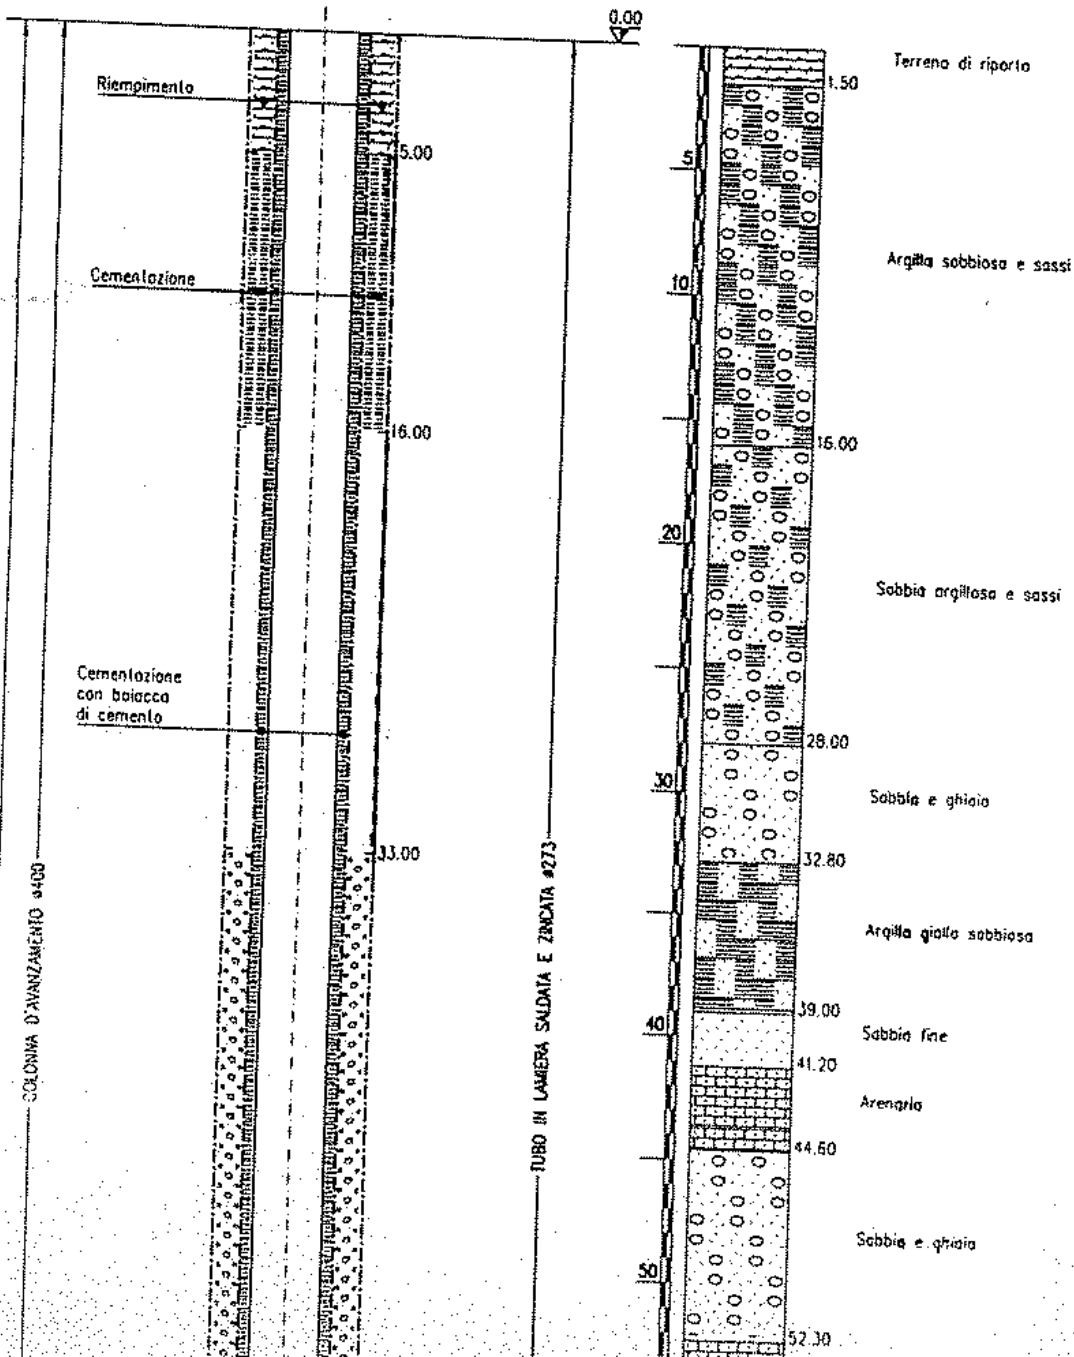 0.00
Terreno di riporto
1.50
Riempimento
5.00
5
Argilla sabbiosa e sassi
Cementazione
10
16.00
16.00
20
Sabbia argillosa e sassi
Cementazione
con boiacca
di cemento
28.00
30
Sabbia e ghiaia
33.00
32.80
COLONNA D'AVANZAMENTO ø400
TUBO IN LAMIERA SALDATA E ZINCATA ø273
Argilla gialla sabbiosa
39.00
40
Sabbia fine
41.20
Arenaria
44.60
Sabbia e ghiaia
50
52.30